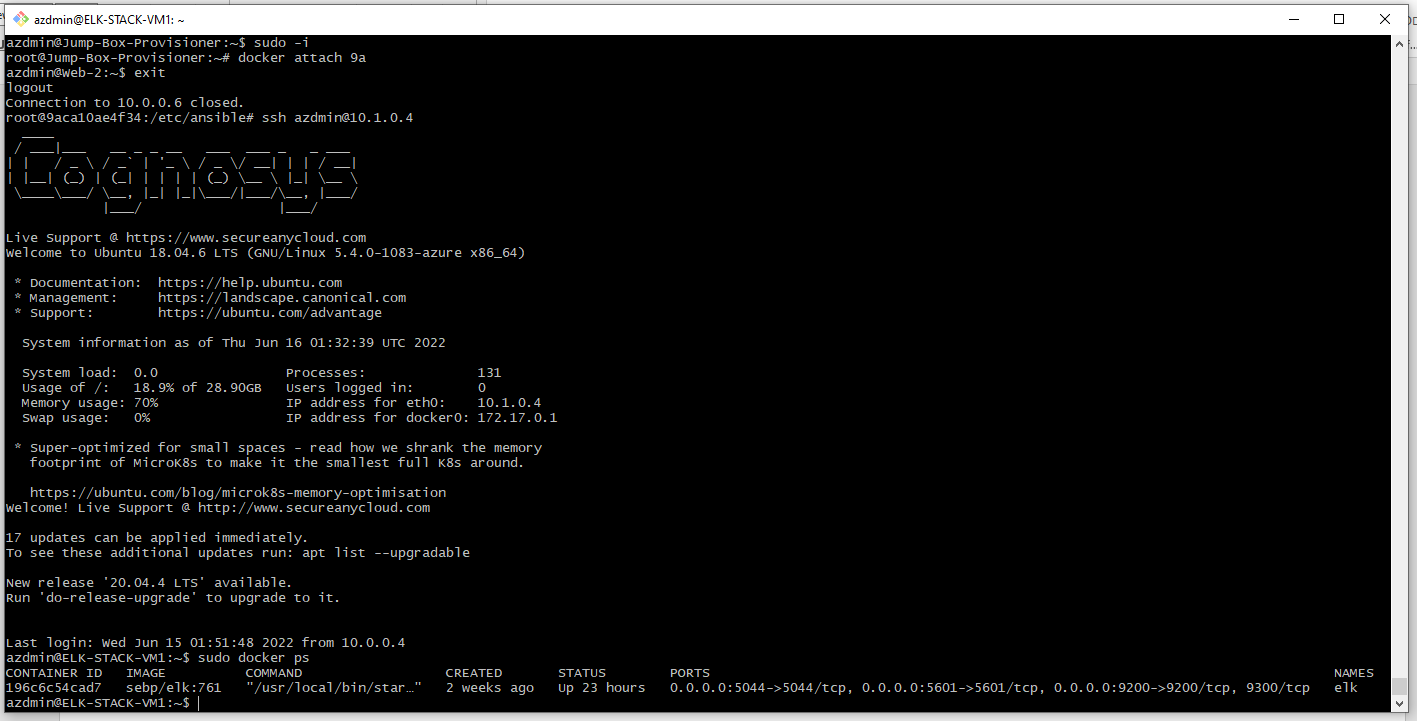 azdmin@ELK-STACK-VM1: ~
azdmin@Jump-Box-Provisioner:~$ sudo -i
root@Jump-Box-Provisioner:~# docker attach 9a
azdmin@Web-2:~$ exit
logout
Connection to 10.0.0.6 closed.
root@9aca10ae4f34:/etc/ansible# ssh azdmin@10.1.0.4
Cognosys
Live Support @ https://www.secureanycloud.com
Welcome to Ubuntu 18.04.6 LTS (GNU/Linux 5.4.0-1083-azure x86_64)
* Documentation:  https://help.ubuntu.com
* Management:     https://landscape.canonical.com
* Support:        https://ubuntu.com/advantage
System information as of Thu Jun 16 01:32:39 UTC 2022
System load:  0.0                Processes:              131
Usage of /:   18.9% of 28.90GB   Users logged in:        0
Memory usage: 70%                IP address for eth0:    10.1.0.4
Swap usage:   0%                 IP address for docker0: 172.17.0.1
* Super-optimized for small spaces - read how we shrank the memory
footprint of MicroK8s to make it the smallest full K8s around.
https://ubuntu.com/blog/microk8s-memory-optimisation
Welcome! Live Support @ http://www.secureanycloud.com
17 updates can be applied immediately.
To see these additional updates run: apt list --upgradable
New release '20.04.4 LTS' available.
Run 'do-release-upgrade' to upgrade to it.
Last login: Wed Jun 15 01:51:48 2022 from 10.0.0.4
azdmin@ELK-STACK-VM1:~$ sudo docker ps
CONTAINER ID   IMAGE          COMMAND                  CREATED       STATUS        PORTS                                                                              NAMES
196c6c54cad7   sebp/elk:761   "/usr/local/bin/star…"   2 weeks ago   Up 23 hours   0.0.0.0:5044->5044/tcp, 0.0.0.0:5601->5601/tcp, 0.0.0.0:9200->9200/tcp, 9300/tcp   elk
azdmin@ELK-STACK-VM1:~$